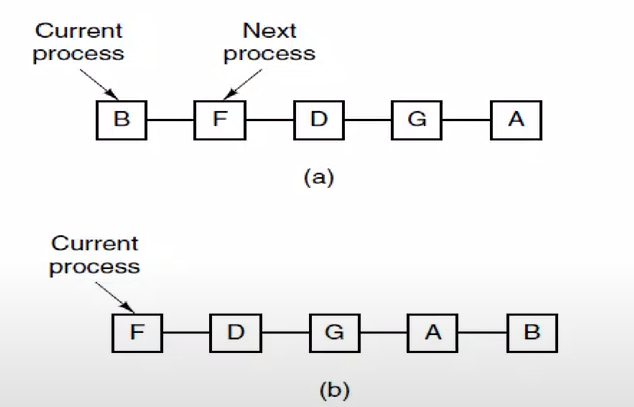 Current process
Next process
B F D G A
(a)
Current process
F D G A B
(b)